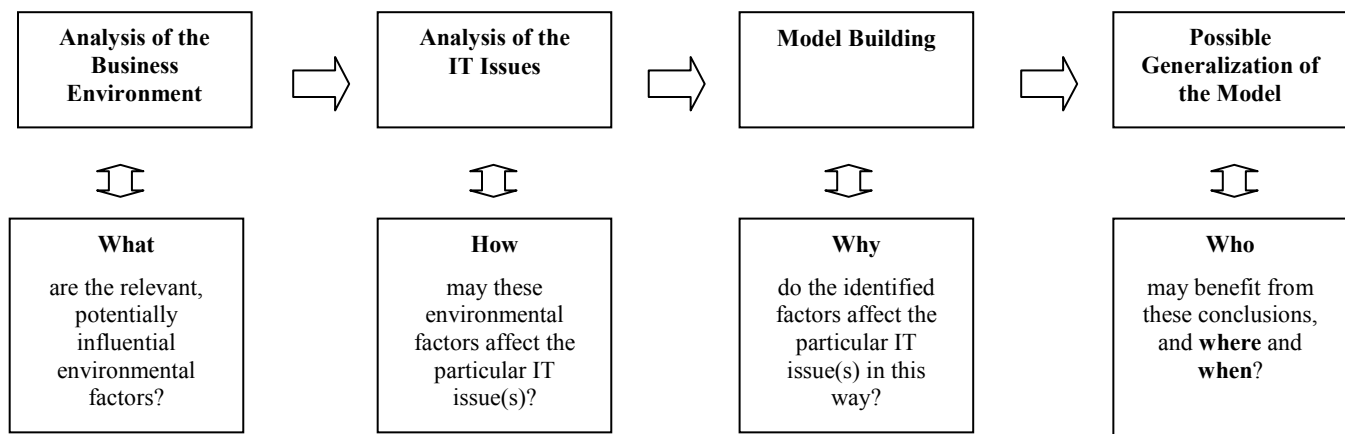 Analysis of the
Business
Environment
Analysis of the
IT Issues
Model Building
Possible
Generalization of
the Model
What
are the relevant,
potentially
influential
environmental
factors?
How
may these
environmental
factors affect the
particular IT
issue(s)?
Why
do the identified
factors affect the
particular IT
issue(s) in this
way?
Who
may benefit from
these conclusions,
and where and
when?